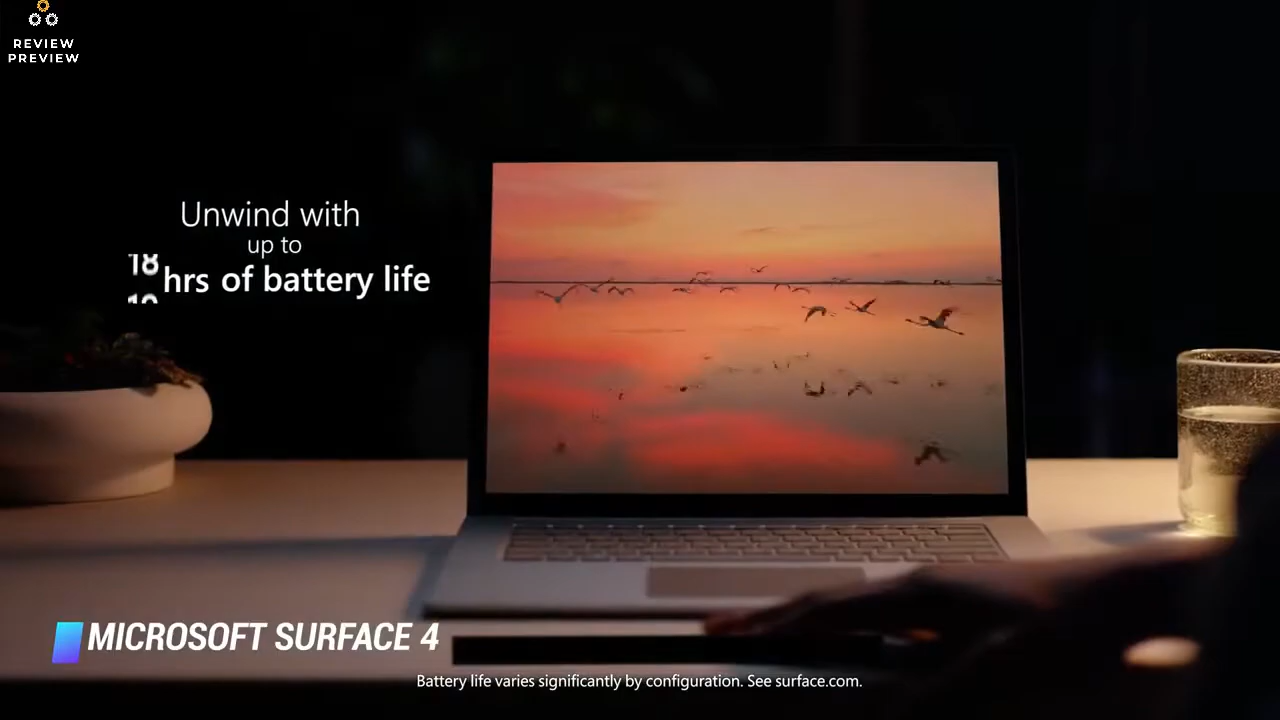 REVIEW
PREVIEW
Unwind with
up to
18
hrs of battery life
MICROSOFT SURFACE 4
Battery life varies significantly by configuration. See surface.com.